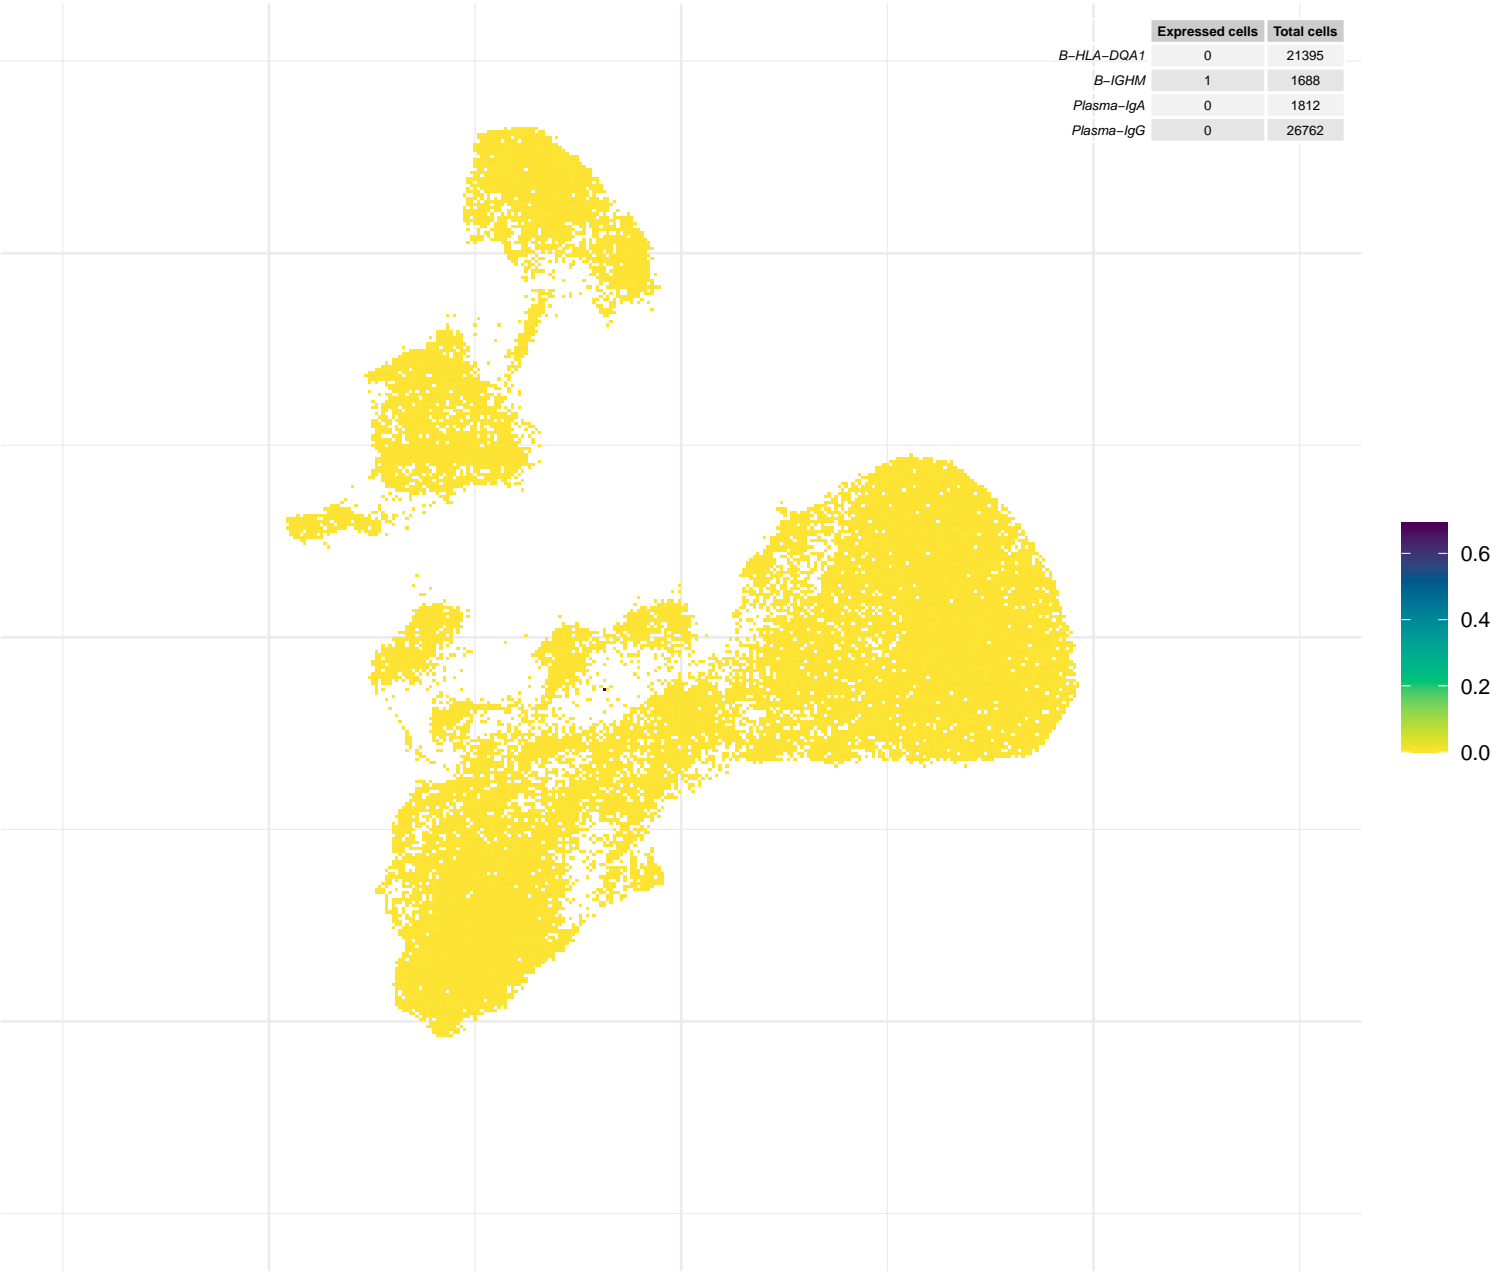 Expressed cells Total cells
B−HLA−DQA1 0 21395
B−IGHM 1 1688
Plasma−IgA 0 1812
Plasma−IgG 0 26762
0.6
0.4
0.2
0.0